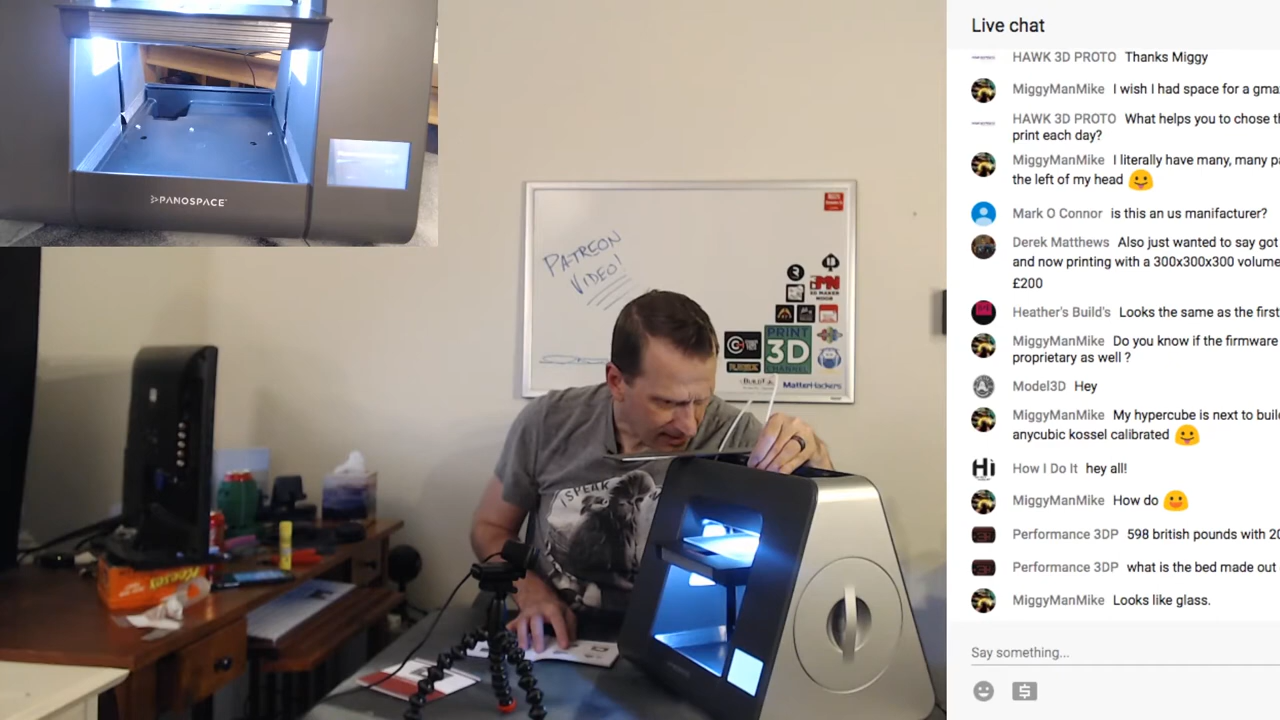 PANOSPACE
PATREON
VIDEO!
PRINT
3D
CHANNEL
MatterHackers
I SPEAK
Live chat
HAWK 3D PROTO Thanks Miggy
MiggyManMike I wish I had space for a gma
HAWK 3D PROTO What helps you to chose th
print each day?
MiggyManMike I literally have many, many pa
the left of my head
Mark O Connor is this an us manifacturer?
Derek Matthews Also just wanted to say got
and now printing with a 300x300x300 volume
£200
Heather's Build's Looks the same as the first
MiggyManMike Do you know if the firmware
proprietary as well ?
Model3D Hey
MiggyManMike My hypercube is next to buil
anycubic kossel calibrated
Hi How I Do It hey all!
MiggyManMike How do
Performance 3DP 598 british pounds with 20
Performance 3DP what is the bed made out
MiggyManMike Looks like glass.
Say something...